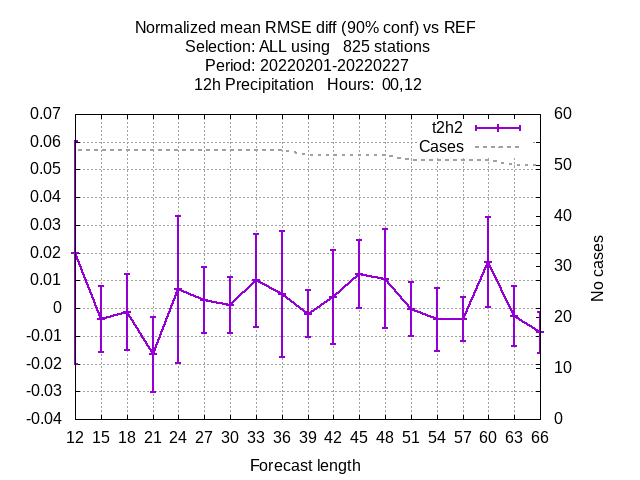 Normalized mean RMSE diff (90% conf) vs REF
Selection: ALL using   825 stations
Period: 20220201-20220227
12h Precipitation   Hours:  00,12
0.07
0.06
0.05
0.04
0.03
0.02
0.01
0
-0.01
-0.02
-0.03
-0.04
60
50
40
30
20
10
0
t2h2
Cases
No cases
12 15 18 21 24 27 30 33 36 39 42 45 48 51 54 57 60 63 66
Forecast length